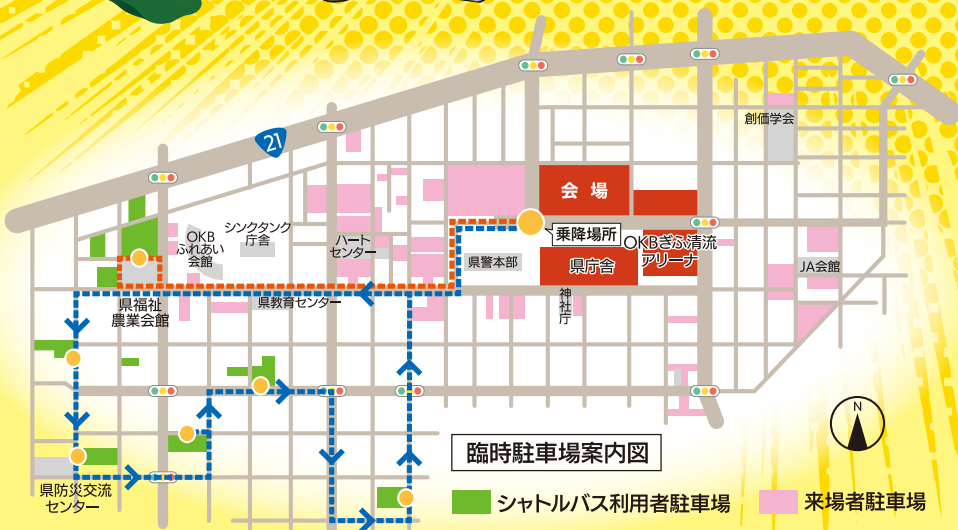 創価学会
21
会場
シンクタンク
庁舎
OKB
ふれあい
会館
ハート
センター
乗降場所
OKBぎふ清流
アリーナ
県警本部
県庁舎
JA会館
県教育センター
神社庁
県福祉
農業会館
N
臨時駐車場案内図
県防災交流
センター
シャトルバス利用者駐車場
来場者駐車場